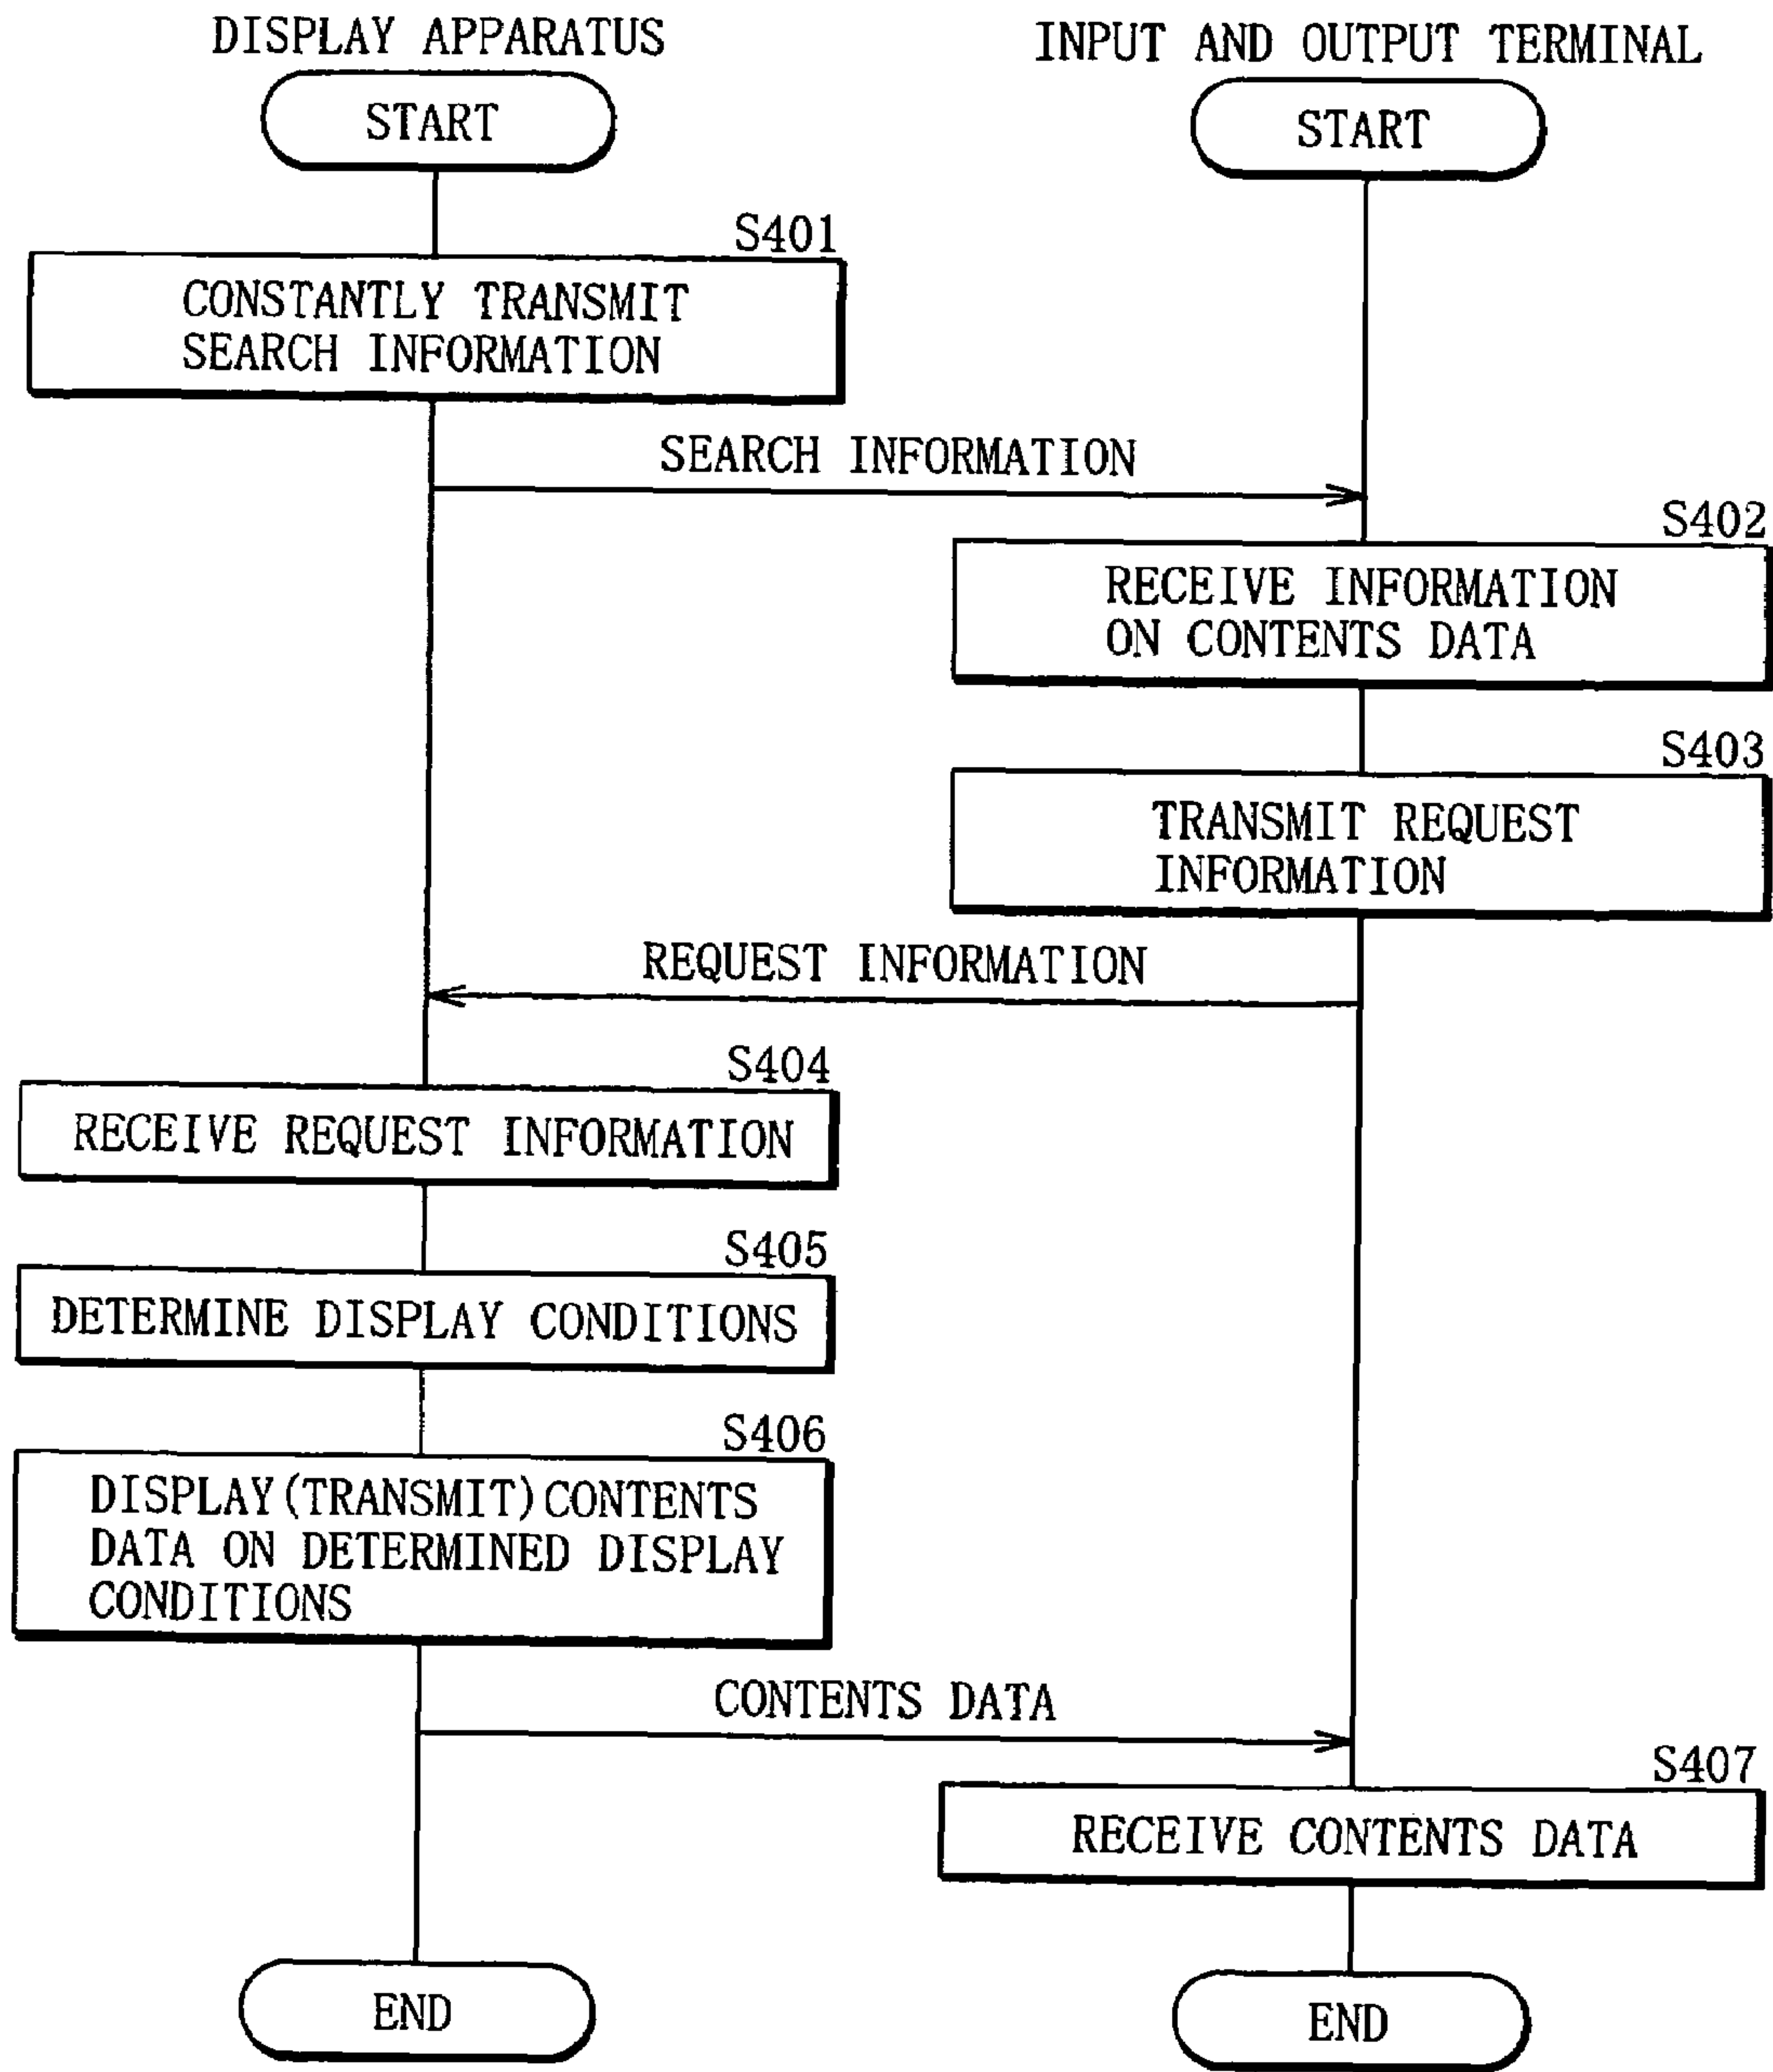 DISPLAY APPARATUS
INPUT AND OUTPUT TERMINAL
START
START
S401
CONSTANTLY TRANSMIT
SEARCH INFORMATION
SEARCH INFORMATION
S402
RECEIVE INFORMATION
ON CONTENTS DATA
S403
TRANSMIT REQUEST
INFORMATION
REQUEST INFORMATION
S404
RECEIVE REQUEST INFORMATION
S405
DETERMINE DISPLAY CONDITIONS
S406
DISPLAY(TRANSMIT)CONTENTS
DATA ON DETERMINED DISPLAY
CONDITIONS
CONTENTS DATA
S407
RECEIVE CONTENTS DATA
END
END